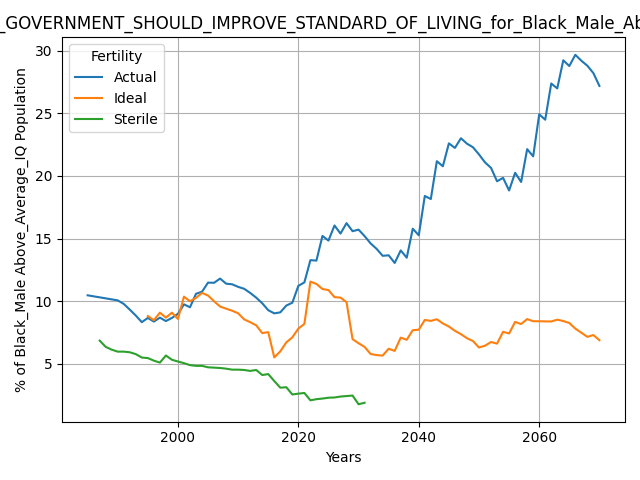 _GOVERNMENT_SHOULD_IMPROVE_STANDARD_OF_LIVING_for_Black_Male_Ab
Fertility
Actual
Ideal
Sterile
% of Black_Male Above_Average_IQ Population
30
25
20
15
10
5
2000 2020 2040 2060
Years